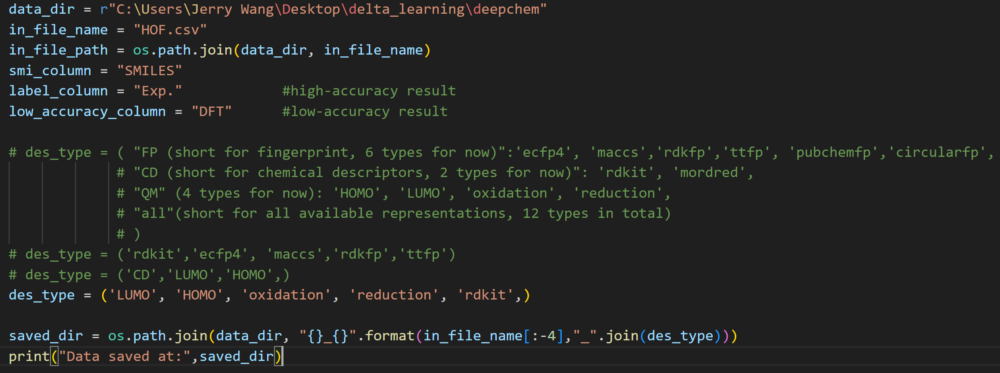 data_dir = r"C:\Users\Jerry Wang\Desktop\delta_learning\deepchem"
in_file_name = "HOF.csv"
in_file_path = os.path.join(data_dir, in_file_name)
smi_column = "SMILES"
label_column = "Exp."            #high-accuracy result
low_accuracy_column = "DFT"      #low-accuracy result
# des_type = ( "FP (short for fingerprint, 6 types for now)":'ecfp4', 'maccs','rdkfp','ttfp', 'pubchemfp','circularfp',
# "CD (short for chemical descriptors, 2 types for now)": 'rdkit', 'mordred',
# "QM" (4 types for now): 'HOMO', 'LUMO', 'oxidation', 'reduction',
# "all"(short for all available representations, 12 types in total)
# )
# des_type = ('rdkit','ecfp4', 'maccs','rdkfp','ttfp')
# des_type = ('CD','LUMO','HOMO',)
des_type = ('LUMO', 'HOMO', 'oxidation', 'reduction', 'rdkit',)
saved_dir = os.path.join(data_dir, "{}_{}".format(in_file_name[:-4],"_".join(des_type)))
print("Data saved at:",saved_dir)